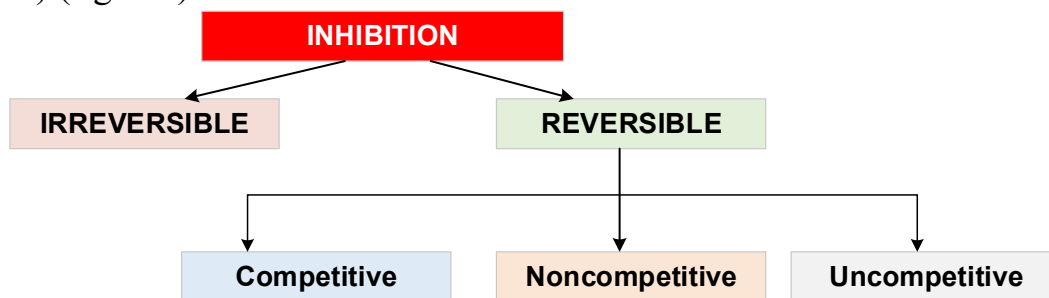 INHIBITION
IRREVERSIBLE
REVERSIBLE
Competitive
Noncompetitive
Uncompetitive